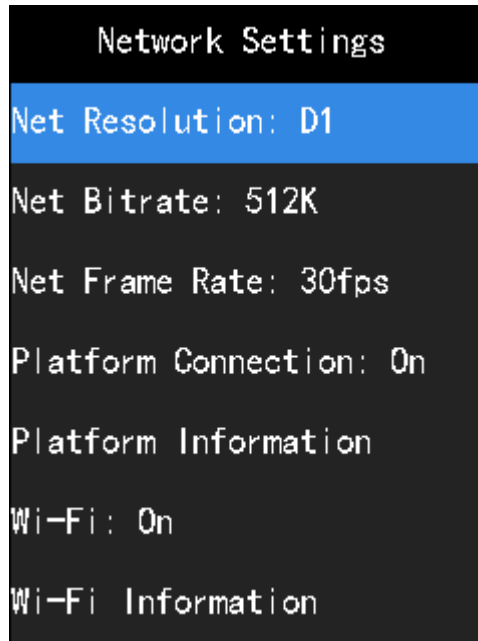 Network Settings
Net Resolution: D1
Net Bitrate: 512K
Net Frame Rate: 30fps
Platform Connection: On
Platform Information
Wi-Fi: On
Wi-Fi Information